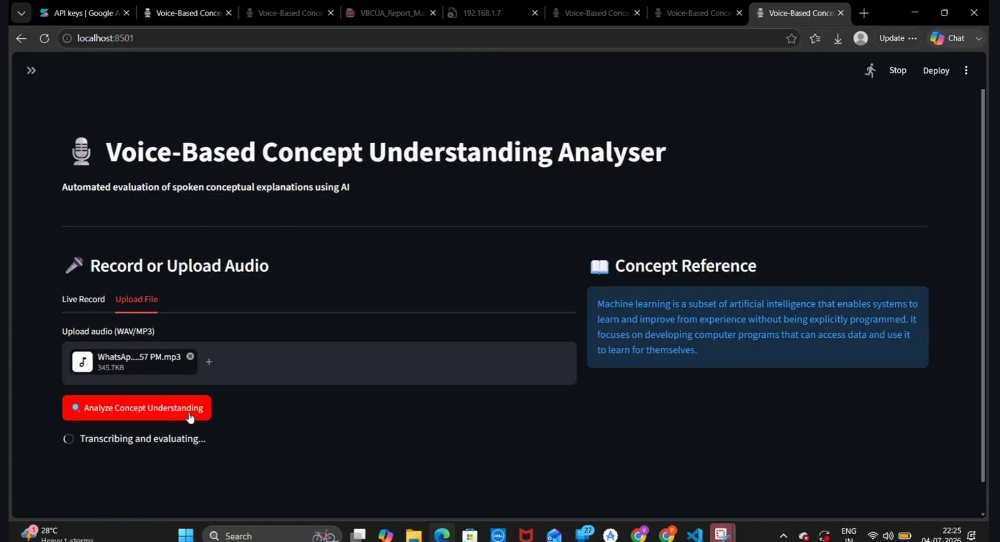 API keys | Google A
Voice-Based Conce
Voice-Based Conce
VBCUA_Report_Ma
192.168.1.7
Voice-Based Conce
Voice-Based Conce
Voice-Based Conce
localhost:8501
Update
Chat
Stop
Deploy
Voice-Based Concept Understanding Analyser
Automated evaluation of spoken conceptual explanations using AI
Record or Upload Audio
Live Record
Upload File
Upload audio (WAV/MP3)
WhatsAp....57 PM.mp3
345.7KB
Analyze Concept Understanding
Transcribing and evaluating...
Concept Reference
Machine learning is a subset of artificial intelligence that enables systems to
learn and improve from experience without being explicitly programmed. It
focuses on developing computer programs that can access data and use it
to learn for themselves.
1
28°C
Heavy t-storms
Search
DELL
27
V
P
ENG
IN
22:25
04-07-2026